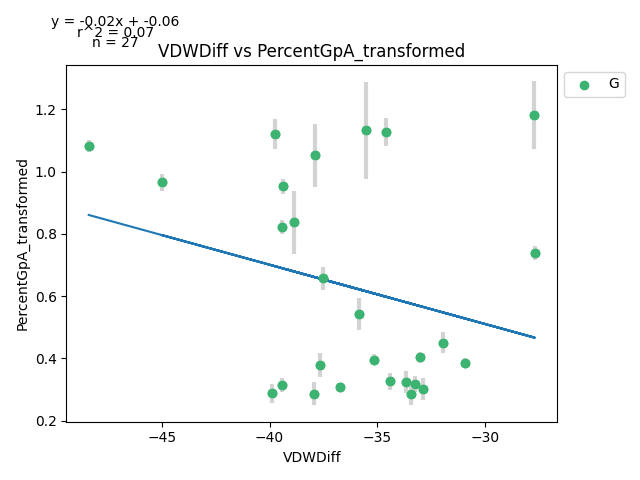 y = -0.02x + -0.06
r^2 = 0.07
n = 27
VDWDiff vs PercentGpA_transformed
G
PercentGpA_transformed
1.2
1.0
0.8
0.6
0.4
0.2
−45
−40
−35
−30
VDWDiff